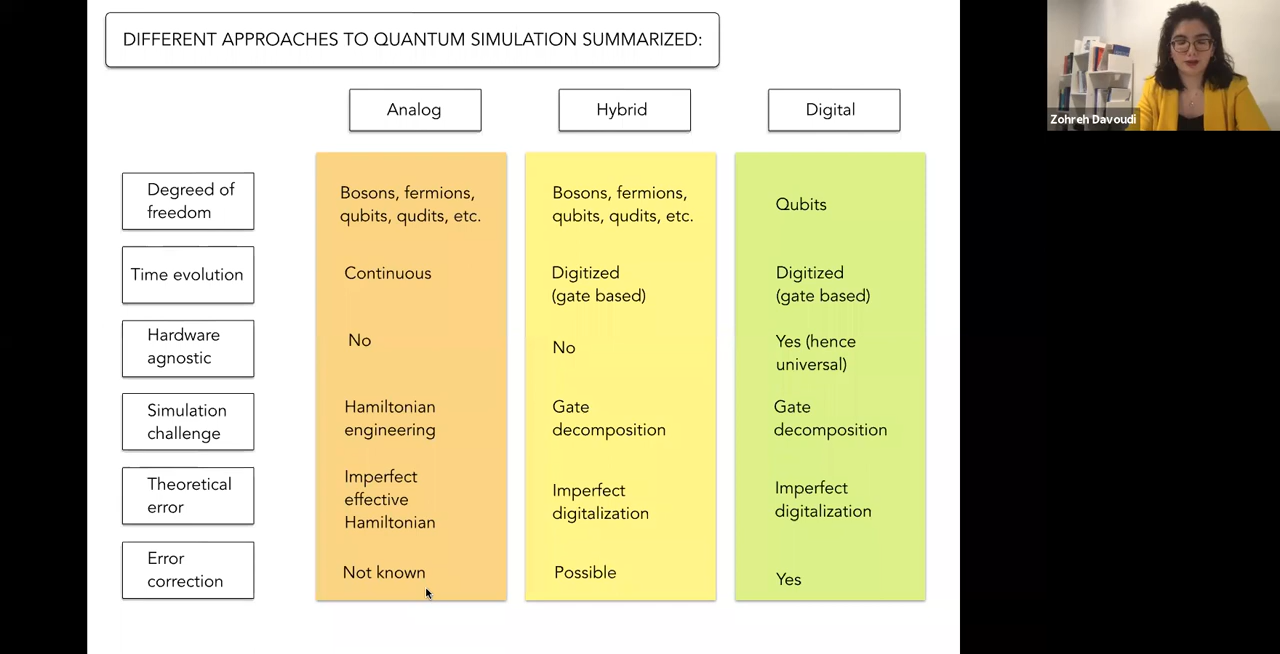 DIFFERENT APPROACHES TO QUANTUM SIMULATION SUMMARIZED:
Zohreh Davoudi
Analog
Hybrid
Digital
Degreed of
freedom
Bosons, fermions,
qubits, qudits, etc.
Bosons, fermions,
qubits, qudits, etc.
Qubits
Time evolution
Continuous
Digitized
(gate based)
Digitized
(gate based)
Hardware
agnostic
No
No
Yes (hence
universal)
Simulation
challenge
Hamiltonian
engineering
Gate
decomposition
Gate
decomposition
Theoretical
error
Imperfect
effective
Hamiltonian
Imperfect
digitalization
Imperfect
digitalization
Error
correction
Not known
Possible
Yes